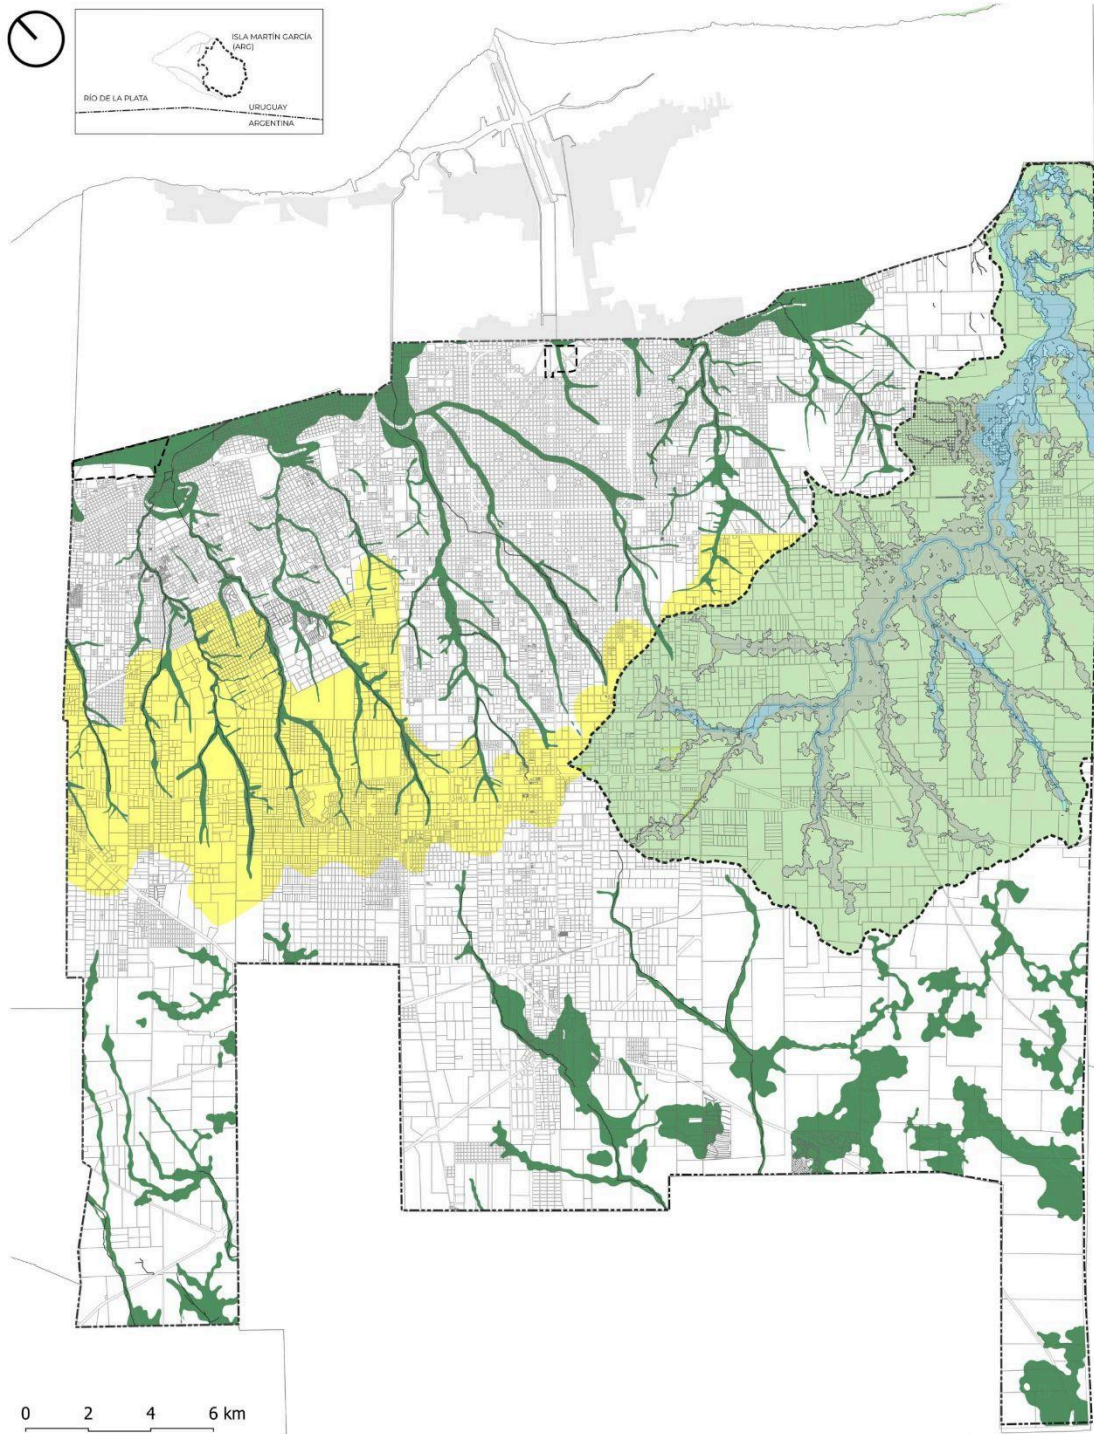 ISLA MARTÍN GARCÍA
(ARG)
RÍO DE LA PLATA
URUGUAY
ARGENTINA
0 2 4 6 km